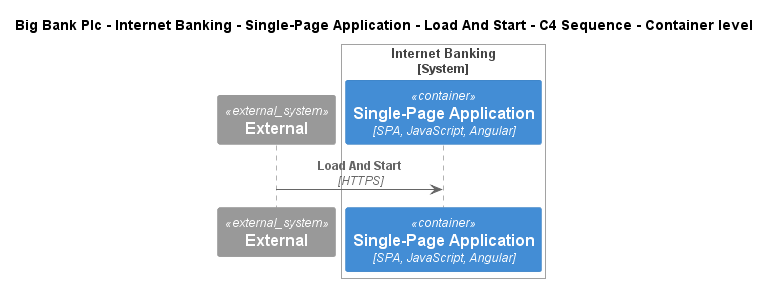 Big Bank Plc - Internet Banking - Single-Page Application - Load And Start - C4 Sequence - Container level
Internet Banking
[System]
«external_system»
External
«container»
Single-Page Application
[SPA, JavaScript, Angular]
Load And Start
[HTTPS]
«external_system»
External
«container»
Single-Page Application
[SPA, JavaScript, Angular]